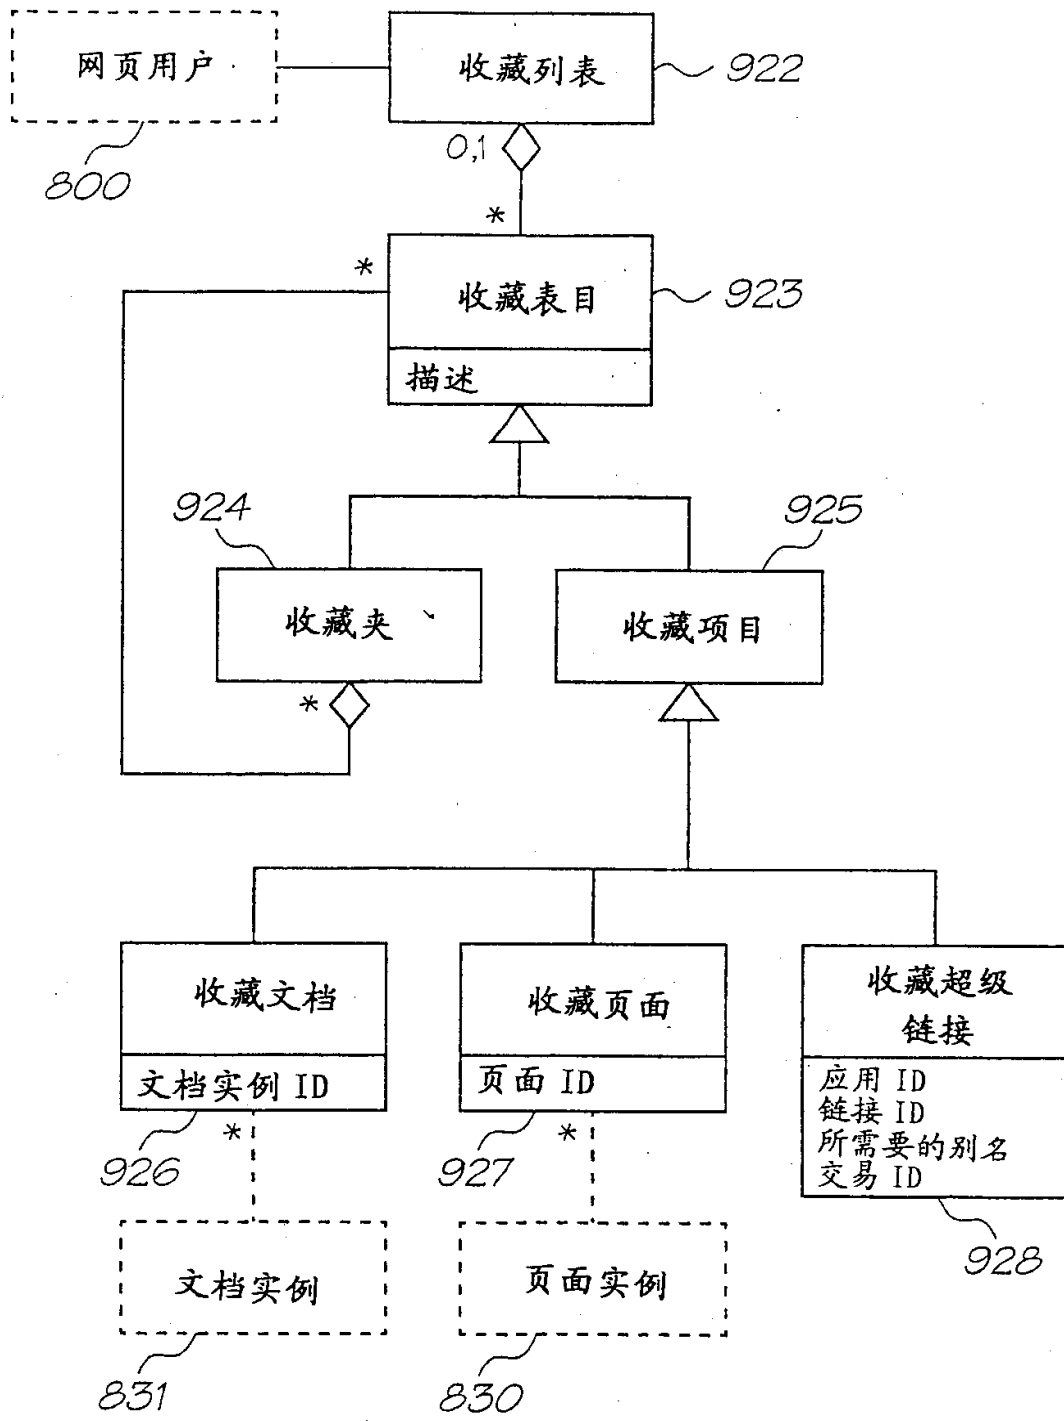 网页用户
收藏列表
922
800
0,1
*
*
收藏表目
923
描述
924
925
收藏夹
收藏项目
*
收藏文档
收藏页面
收藏超级
链接
文档实例 ID
页面 ID
应用 ID
链接 ID
所需要的别名
交易 ID
926
*
927
*
928
文档实例
页面实例
831
830